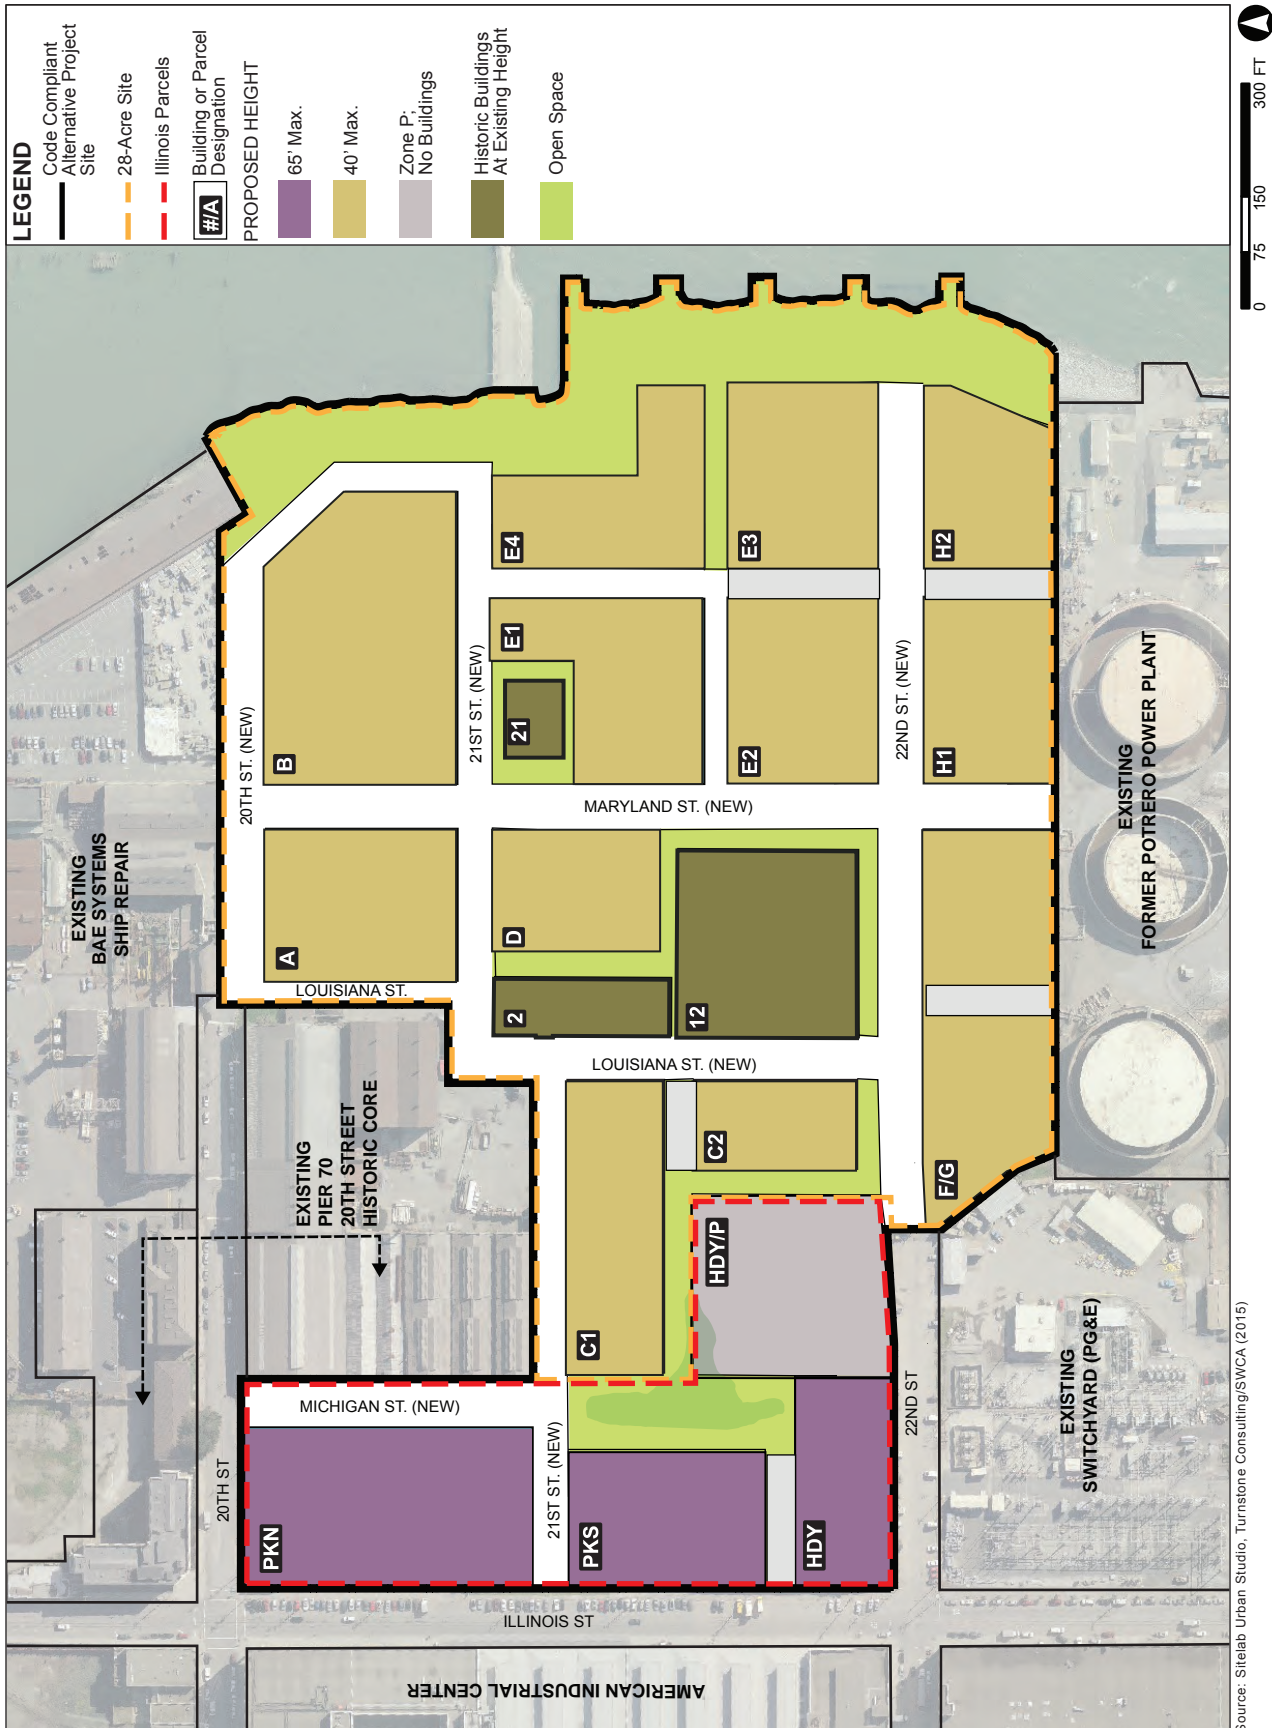 LEGEND
Code Compliant
Alternative Project
Site
28-Acre Site
Illinois Parcels
#/A
Building or Parcel
Designation
PROPOSED HEIGHT
65' Max.
40' Max.
Zone P;
No Buildings
Historic Buildings
At Existing Height
Open Space
0
75
150
300 FT
EXISTING
BAE SYSTEMS
SHIP REPAIR
20TH ST. (NEW)
B
A
LOUISIANA ST.
21ST ST. (NEW)
E4
E1
21
E3
E2
MARYLAND ST. (NEW)
22ND ST. (NEW)
H2
H1
D
2
12
LOUISIANA ST. (NEW)
EXISTING
PIER 70
20TH STREET
HISTORIC CORE
C1
C2
F/G
HDY/P
MICHIGAN ST. (NEW)
20TH ST
PKN
21ST ST. (NEW)
PKS
HDY
22ND ST
ILLINOIS ST
AMERICAN INDUSTRIAL CENTER
EXISTING
SWITCHYARD (PG&E)
EXISTING
FORMER POTRERO POWER PLANT
Source: Sitelab Urban Studio, Turnstone Consulting/SWCA (2015)